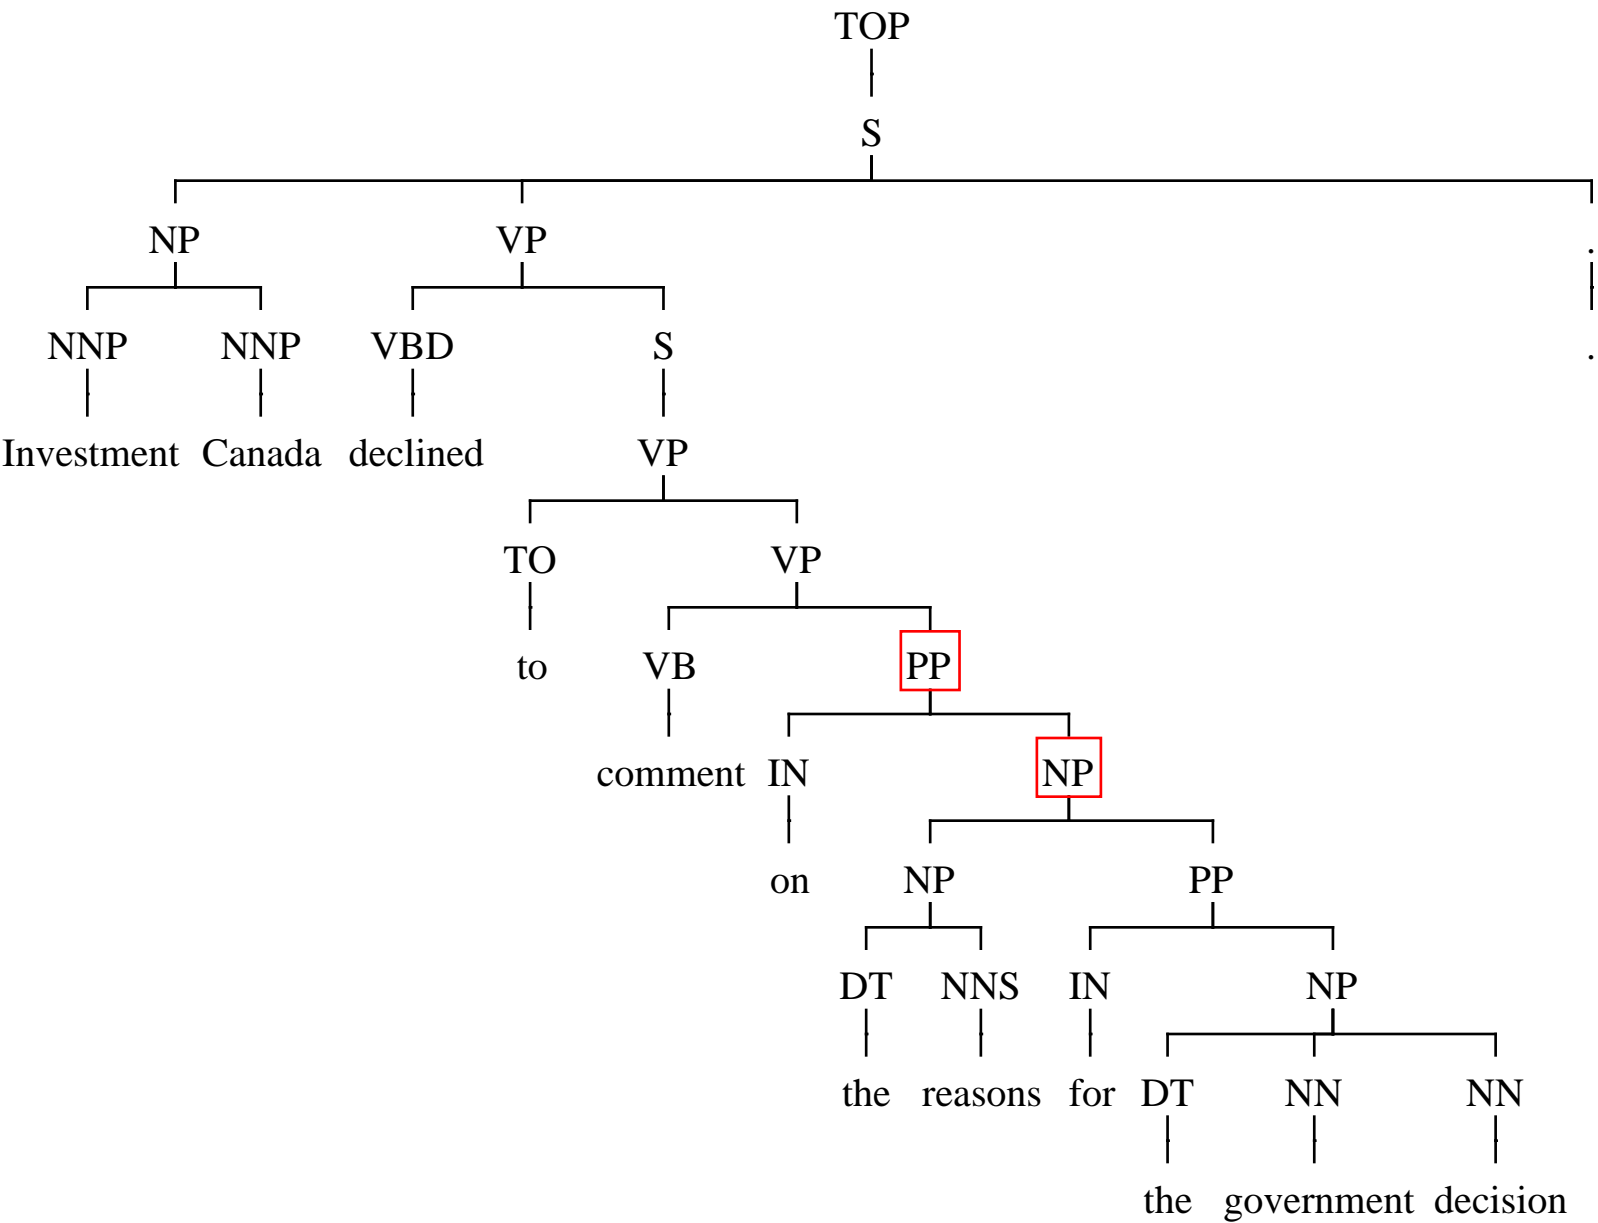 TOP
S
NP VP .
NNP NNP VBD S .
Investment Canada declined VP
TO VP
to VB PP
comment IN NP
on NP PP
DT NNS IN NP
the reasons for DT NN NN
the government decision